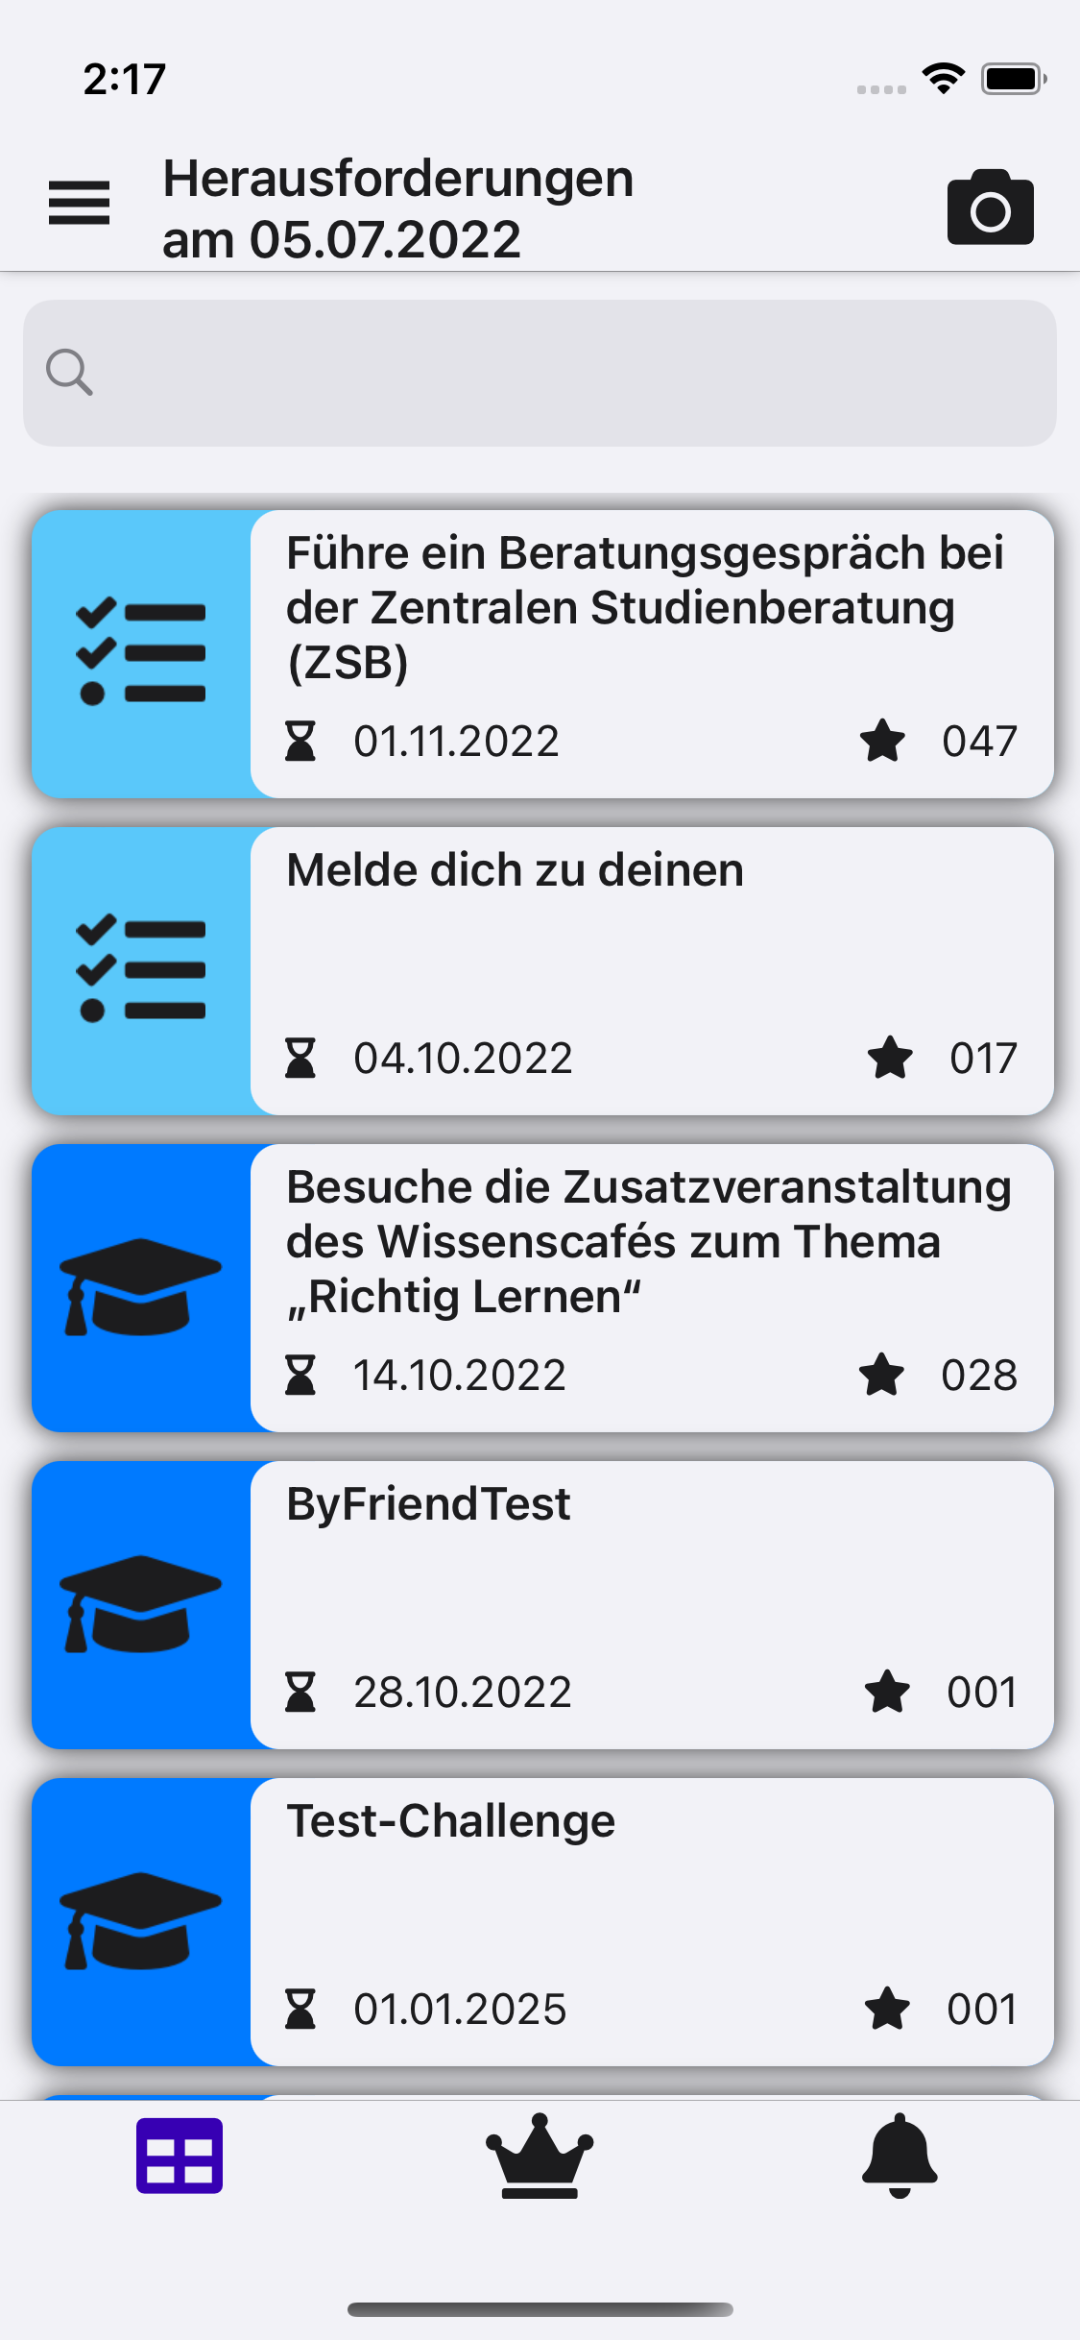 2:17
Herausforderungen
am 05.07.2022
Führe ein Beratungsgespräch bei
der Zentralen Studienberatung
(ZSB)
01.11.2022 047
Melde dich zu deinen
04.10.2022 017
Besuche die Zusatzveranstaltung
des Wissenscafés zum Thema
„Richtig Lernen“
14.10.2022 028
ByFriendTest
28.10.2022 001
Test-Challenge
01.01.2025 001